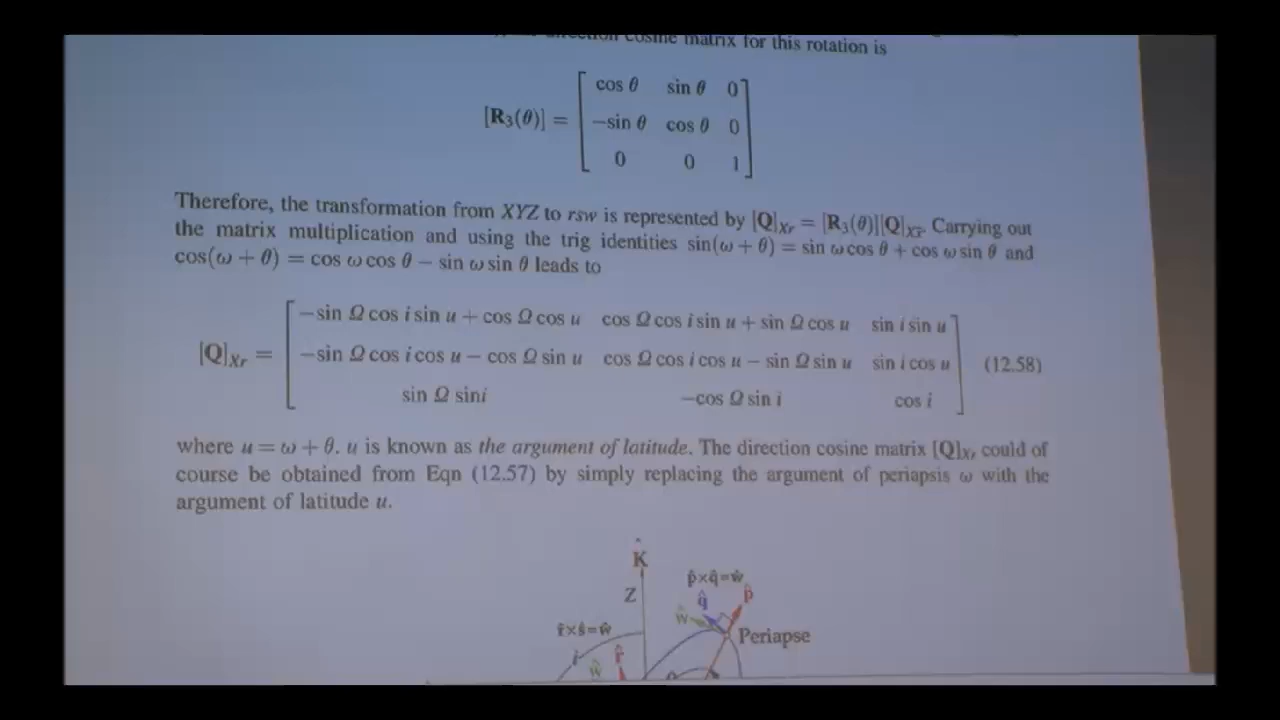 direction cosine matrix for this rotation is
[R₃(θ)] = [ cos θ sin θ 0
−sin θ cos θ 0
0 0 1 ]
Therefore, the transformation from XYZ to rsw is represented by [Q]Xr = [R₃(θ)][Q]Xx̄. Carrying out
the matrix multiplication and using the trig identities sin(ω + θ) = sin ω cos θ + cos ω sin θ and
cos(ω + θ) = cos ω cos θ − sin ω sin θ leads to
−sin Ω cos i sin u + cos Ω cos u cos Ω cos i sin u + sin Ω cos u sin i sin u
[Q]Xr = −sin Ω cos i cos u − cos Ω sin u cos Ω cos i cos u − sin Ω sin u sin i cos u (12.58)
sin Ω sini −cos Ω sin i cos i
where u = ω + θ. u is known as the argument of latitude. The direction cosine matrix [Q]Xr could of
course be obtained from Eqn (12.57) by simply replacing the argument of periapsis ω with the
argument of latitude u.
K̂
p̂×q̂=ŵ
Z
q̂
p̂
ŵ
r̂×ŝ=ŵ
Periapse
i
r̂
ŵ